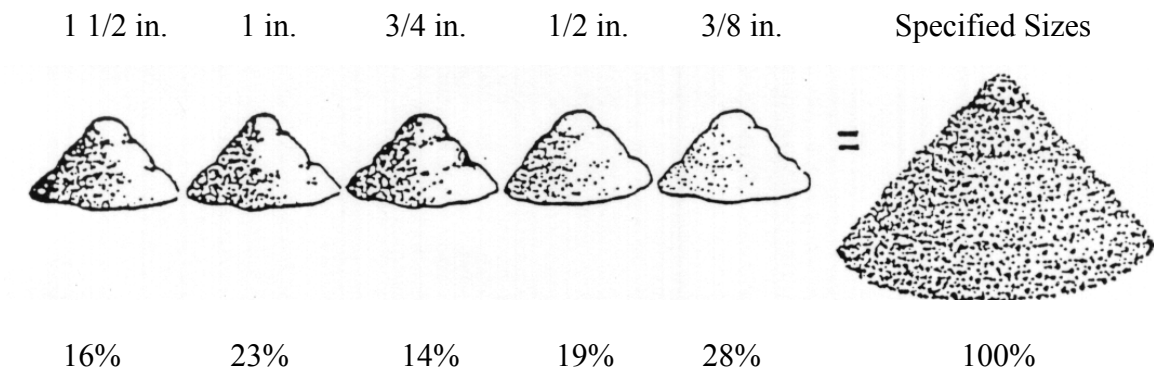 1 1/2 in. 1 in. 3/4 in. 1/2 in. 3/8 in. Specified Sizes
=
16% 23% 14% 19% 28% 100%